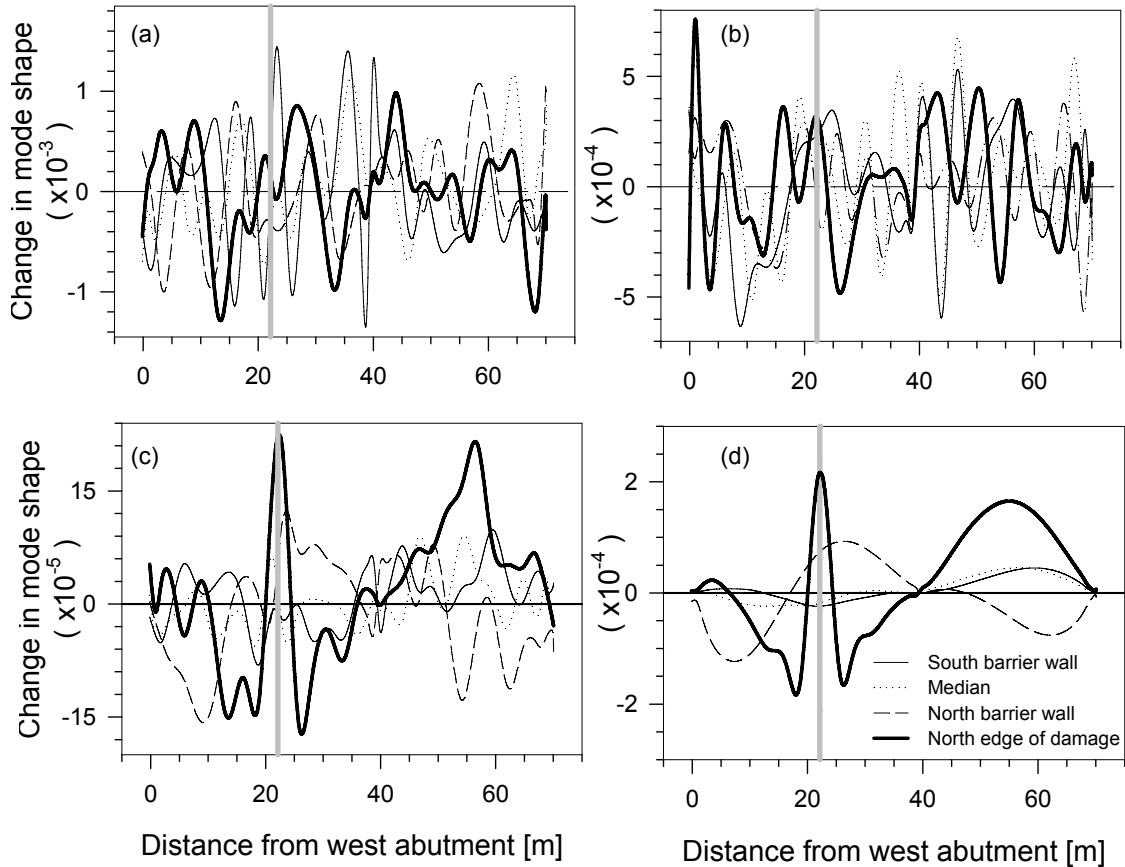 (a)
Change in mode shape
( x10-3)
1
0
-1
0 20 40 60
(b)
( x10-4)
5
0
-5
0 20 40 60
(c)
Change in mode shape
( x10-5)
15
0
-15
0 20 40 60
Distance from west abutment [m]
(d)
( x10-4)
2
0
-2
South barrier wall
Median
North barrier wall
North edge of damage
0 20 40 60
Distance from west abutment [m]